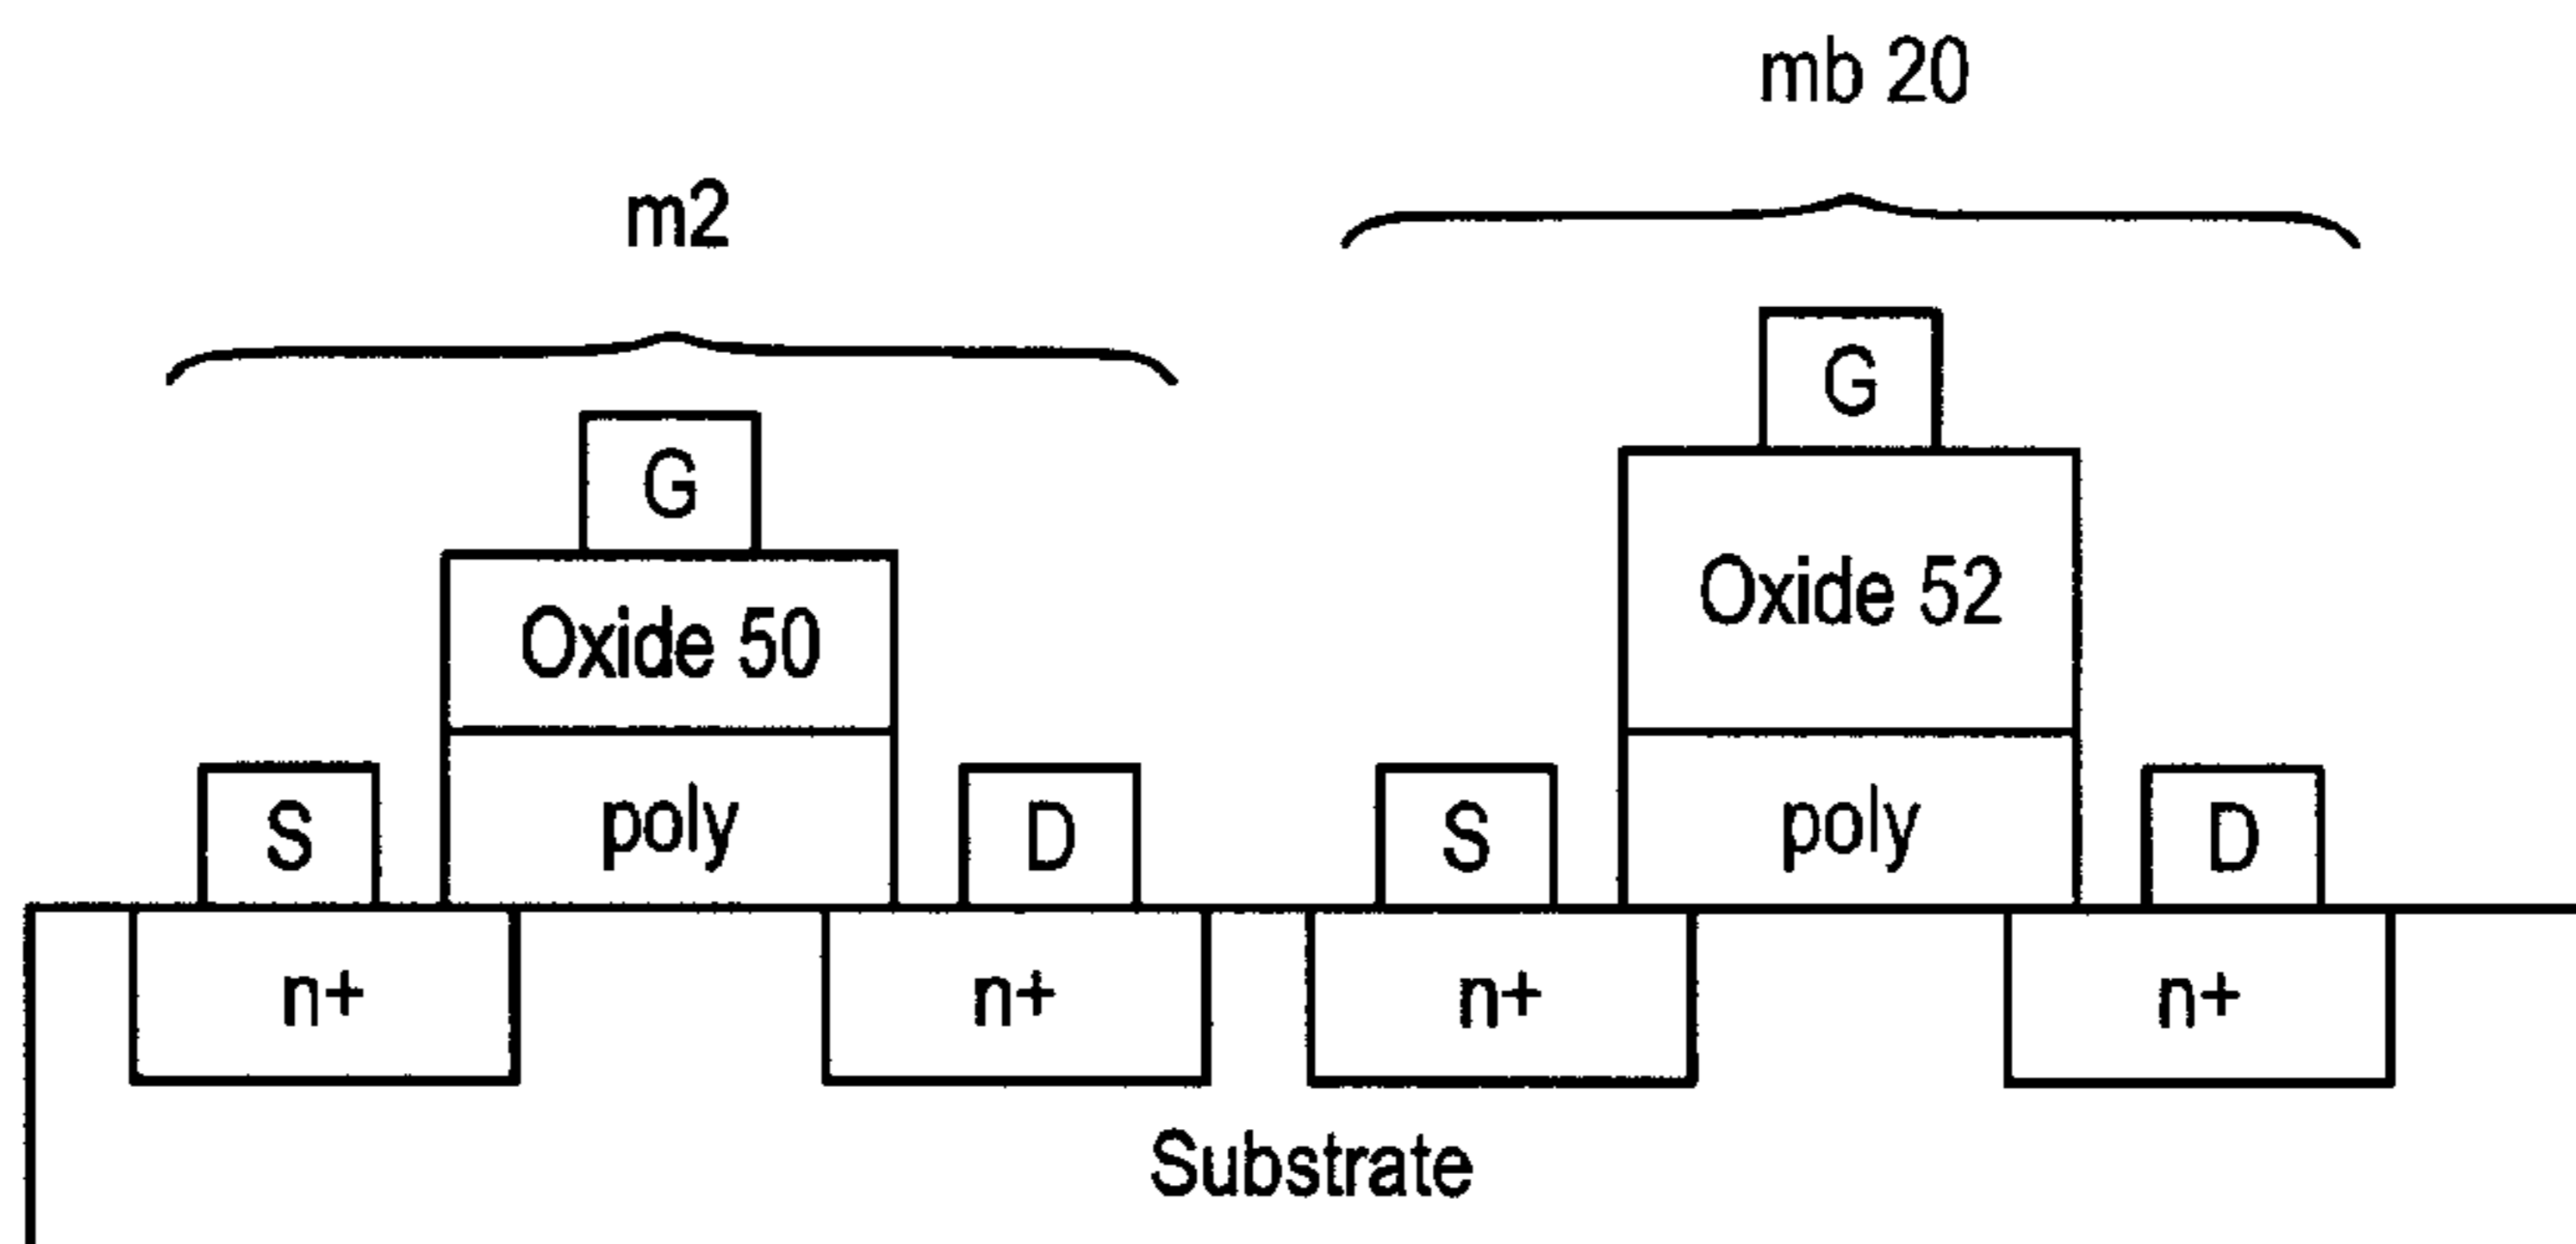 mb 20
m2
G
G
Oxide 50
Oxide 52
S
poly
D
S
poly
D
n+
n+
n+
n+
Substrate